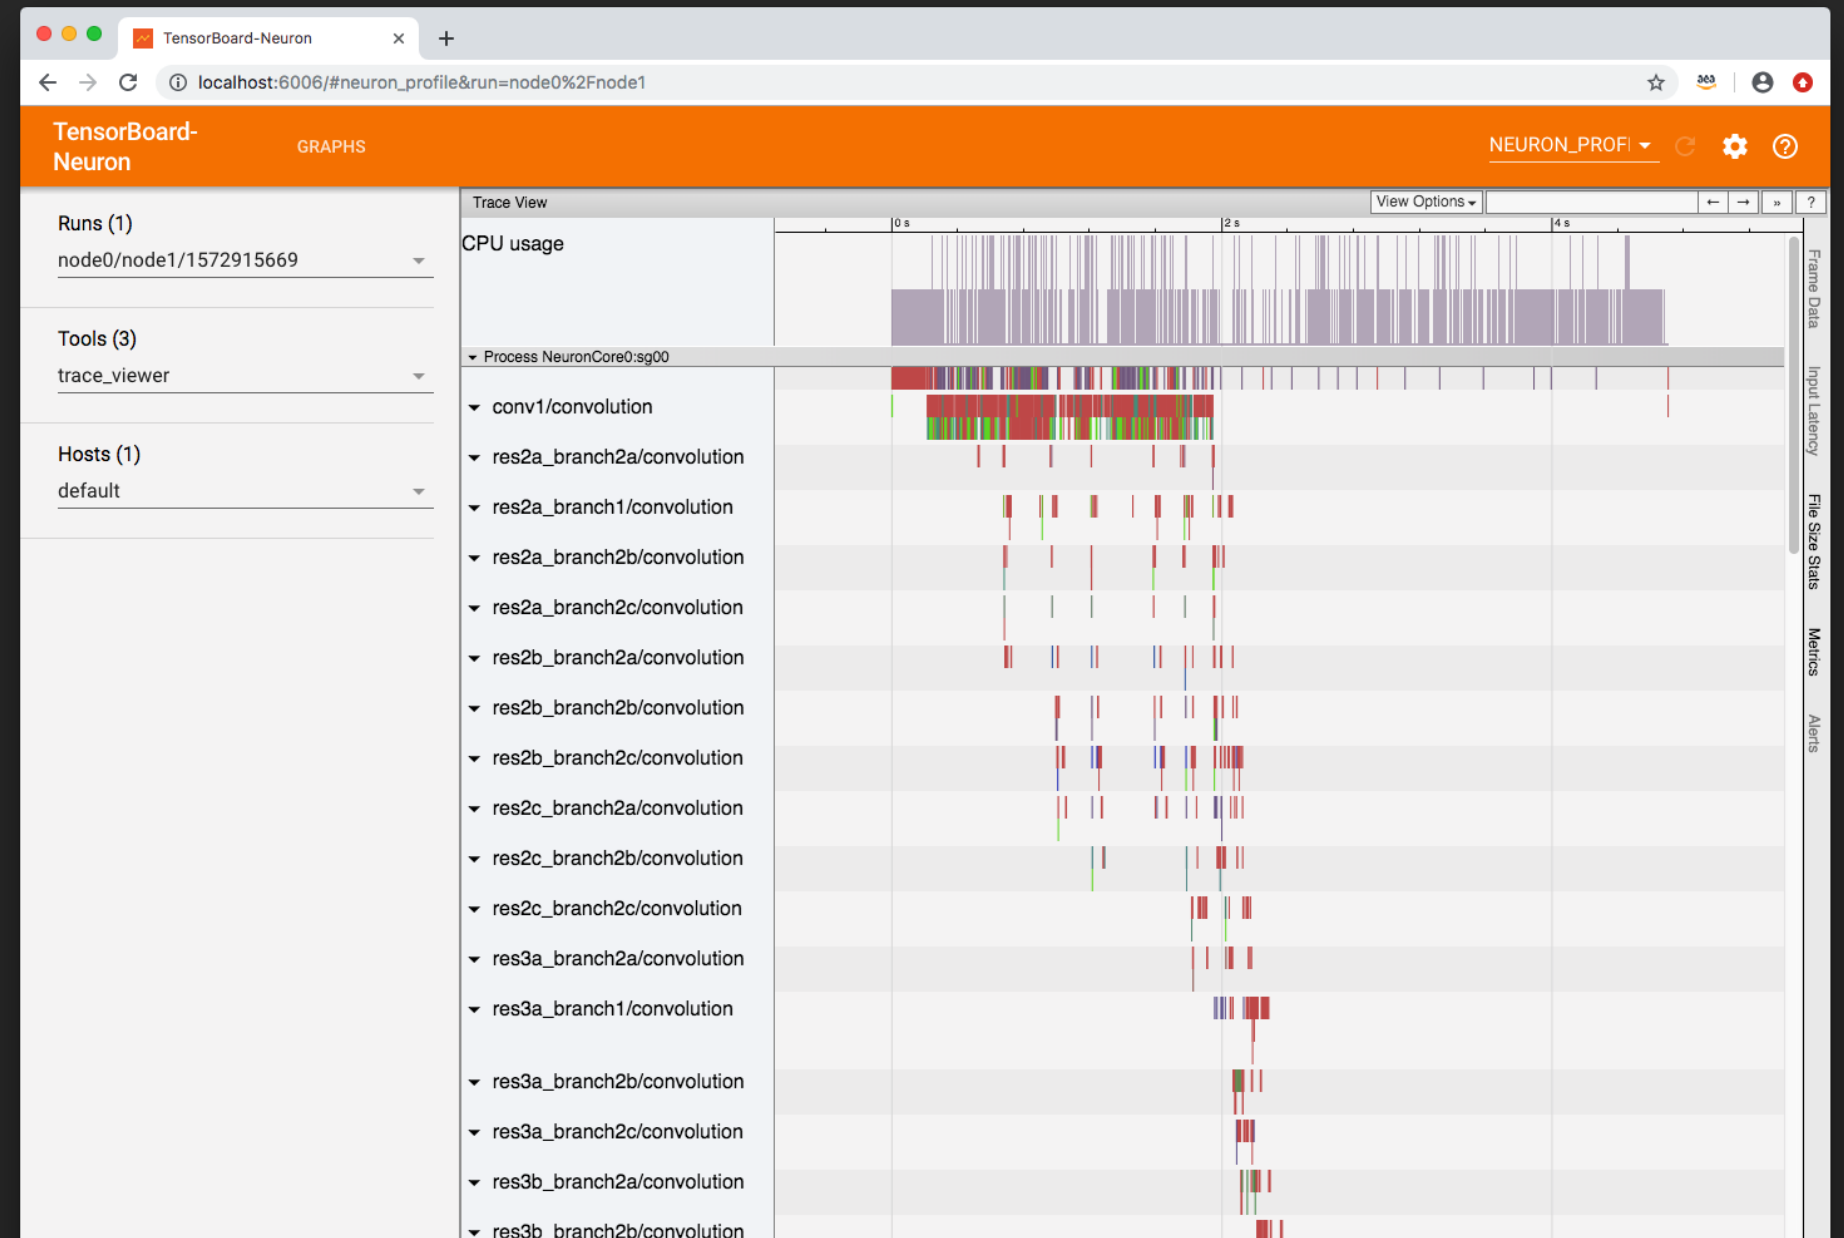 TensorBoard-Neuron
localhost:6006/#neuron_profile&run=node0%2Fnode1
TensorBoard-
Neuron
GRAPHS
NEURON_PROFI
Runs (1)
node0/node1/1572915669
Tools (3)
trace_viewer
Hosts (1)
default
Trace View
View Options
← → » ?
0 s 2 s 4 s
CPU usage
Process NeuronCore0:sg00
conv1/convolution
res2a_branch2a/convolution
res2a_branch1/convolution
res2a_branch2b/convolution
res2a_branch2c/convolution
res2b_branch2a/convolution
res2b_branch2b/convolution
res2b_branch2c/convolution
res2c_branch2a/convolution
res2c_branch2b/convolution
res2c_branch2c/convolution
res3a_branch2a/convolution
res3a_branch1/convolution
res3a_branch2b/convolution
res3a_branch2c/convolution
res3b_branch2a/convolution
res3b_branch2b/convolution
Frame Data
Input Latency
File Size Stats
Metrics
Alerts